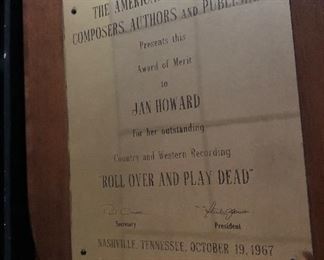 THE AMERICAN
COMPOSERS AUTHORS and PUBLISHERS
Presents this
Award of Merit
to
JAN HOWARD
For her outstanding
Country and Western Recording
"ROLL OVER AND PLAY DEAD"
Secretary
President
NASHVILLE, TENNESSEE, OCTOBER 19, 1967